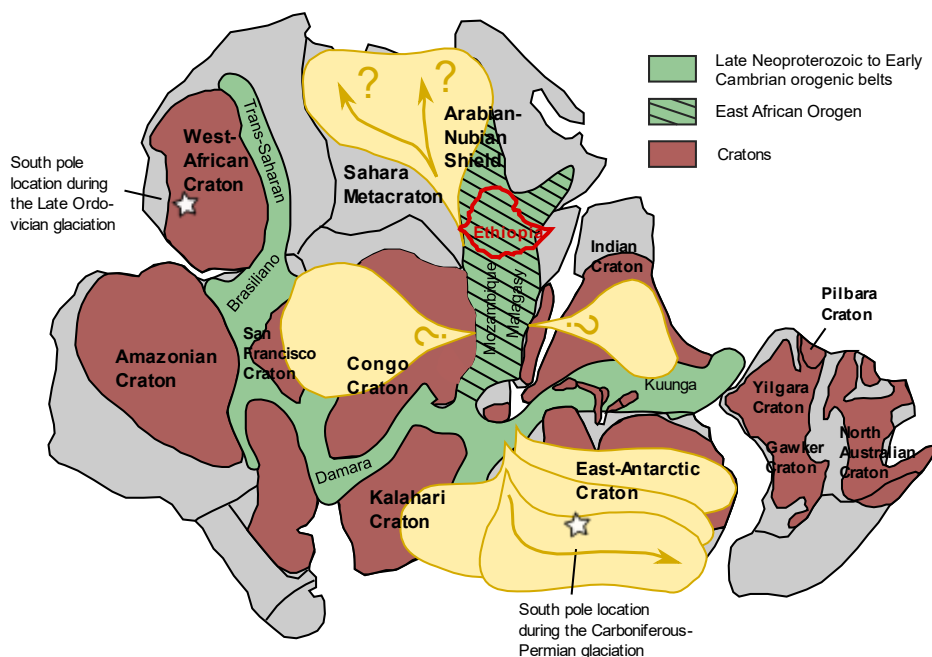 Late Neoproterozoic to Early
Cambrian orogenic belts
East African Orogen
Cratons
?
?
Arabian-
Nubian
Shield
West-
African
Craton
Trans-Saharan
South pole
location during
the Late Ordo-
vician glaciation
Sahara
Metacraton
Ethiopia
Indian
Craton
Brasiliano
Mozambique
Malagasy
?
?
Pilbara
Craton
San
Francisco
Craton
Amazonian
Craton
Congo
Craton
Kuunga
Yilgara
Craton
Gawker
Craton
North
Australian
Craton
Damara
Kalahari
Craton
East-Antarctic
Craton
South pole location
during the Carboniferous-
Permian glaciation